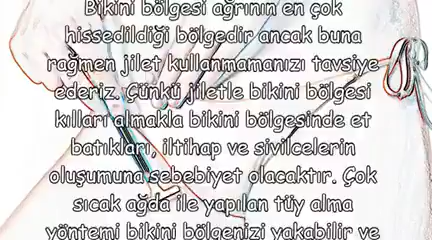 Bikini bölgesi ağrının en çok
hissedildiği bölgedir ancak buna
rağmen jilet kullanmamanızı tavsiye
ederiz. Çünkü jiletle bikini bölgesi
kılları almakla bikini bölgesinde et
batıkları, iltihap ve sivilcelerin
oluşumuna sebebiyet olacaktır. Çok
sıcak ağda ile yapılan tüy alma
yöntemi bikini bölgenizi yakabilir ve